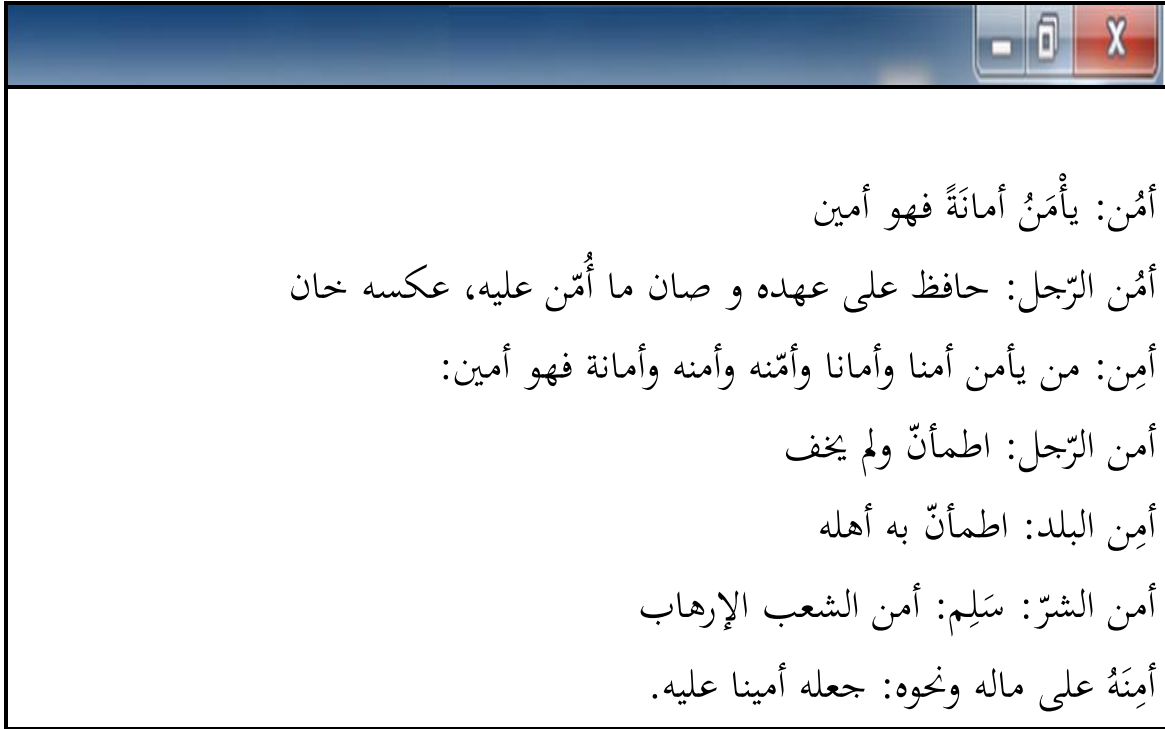 أمُن: يأْمَنُ أمانَةً فهو أمين
أمُن الرّجل: حافظ على عهده و صان ما أُمّن عليه، عكسه خان
أمِن: من يأمن أمنا وأمانا وأمّنه وأمنه وأمانة فهو أمين:
أمن الرّجل: اطمأنّ ولم يخف
أمِن البلد: اطمأنّ به أهله
أمن الشرّ: سَلِم: أمن الشعب الإرهاب
أمِنَهُ على ماله ونحوه: جعله أمينا عليه.